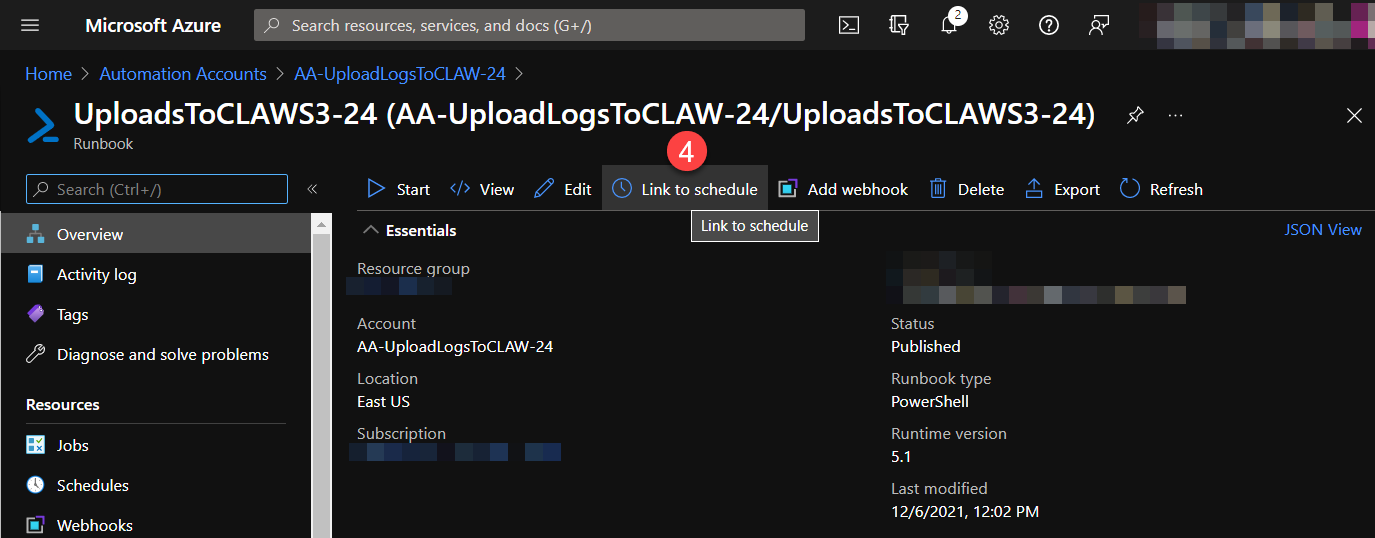 Microsoft Azure
Search resources, services, and docs (G+/)
2
Home > Automation Accounts > AA-UploadLogsToCLAW-24 >
UploadsToCLAWS3-24 (AA-UploadLogsToCLAW-24/UploadsToCLAWS3-24)
...
Runbook
4
Search (Ctrl+/)
«
Start
View
Edit
Link to schedule
Add webhook
Delete
Export
Refresh
Link to schedule
Overview
Activity log
Tags
Diagnose and solve problems
Resources
Jobs
Schedules
Webhooks
Essentials
JSON View
Resource group
Account
AA-UploadLogsToCLAW-24
Location
East US
Subscription
Status
Published
Runbook type
PowerShell
Runtime version
5.1
Last modified
12/6/2021, 12:02 PM